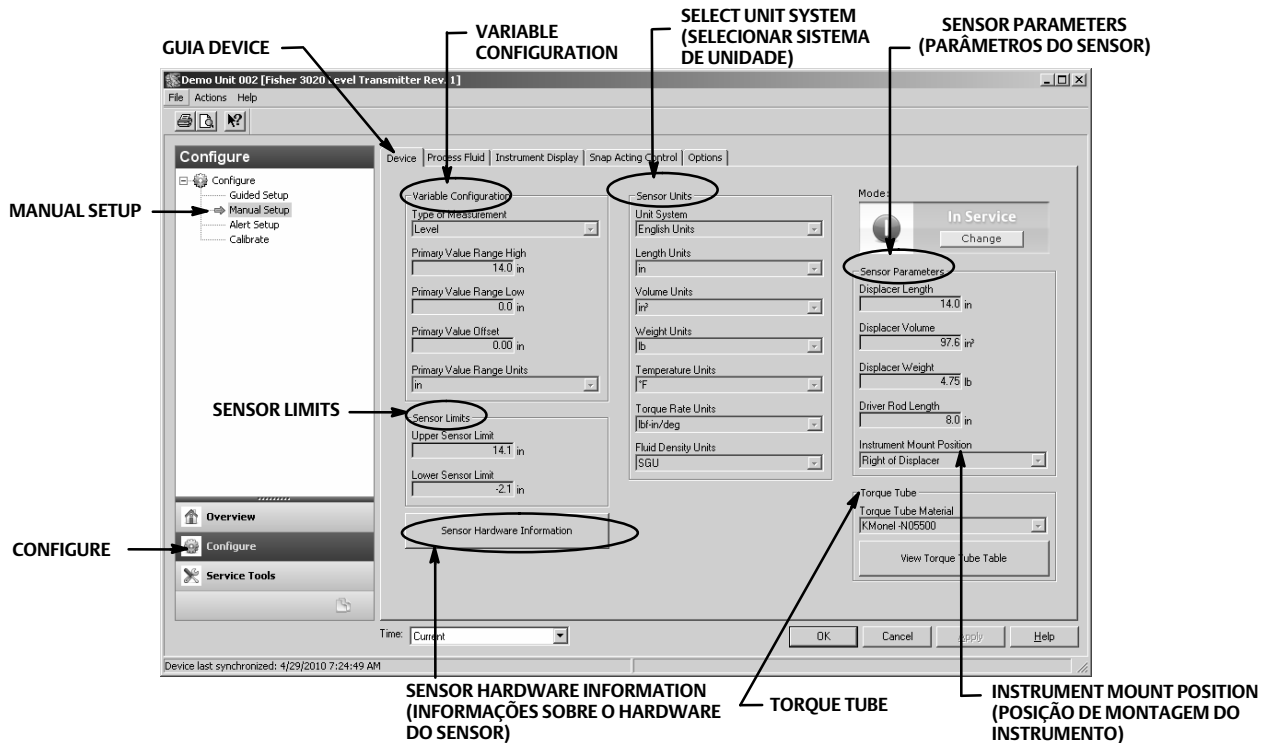 GUIA DEVICE
VARIABLE
CONFIGURATION
SELECT UNIT SYSTEM
(SELECIONAR SISTEMA
DE UNIDADE)
SENSOR PARAMETERS
(PARÂMETROS DO SENSOR)
Demo Unit 002 [Fisher 3020 Level Transmitter Rev. 1]
File Actions Help
Configure
Configure
Guided Setup
Manual Setup
Alert Setup
Calibrate
MANUAL SETUP
Overview
Configure
Service Tools
CONFIGURE
Device Process Fluid Instrument Display Snap Acting Control Options
Variable Configuration
Type of Measurement
Level
Primary Value Range High
14.0 in
Primary Value Range Low
0.0 in
Primary Value Offset
0.00 in
Primary Value Range Units
in
SENSOR LIMITS
Sensor Limits
Upper Sensor Limit
14.1 in
Lower Sensor Limit
-2.1 in
Sensor Hardware Information
Sensor Units
Unit System
English Units
Length Units
in
Volume Units
in³
Weight Units
lb
Temperature Units
°F
Torque Rate Units
lbf-in/deg
Fluid Density Units
SGU
Mode:
In Service
Change
Sensor Parameters
Displacer Length
14.0 in
Displacer Volume
97.6 in³
Displacer Weight
4.75 lb
Driver Rod Length
8.0 in
Instrument Mount Position
Right of Displacer
Torque Tube
Torque Tube Material
KMonel -N05500
View Torque Tube Table
Time: Current
OK Cancel Apply Help
Device last synchronized: 4/29/2010 7:24:49 AM
SENSOR HARDWARE INFORMATION
(INFORMAÇÕES SOBRE O HARDWARE
DO SENSOR)
TORQUE TUBE
INSTRUMENT MOUNT POSITION
(POSIÇÃO DE MONTAGEM DO
INSTRUMENTO)